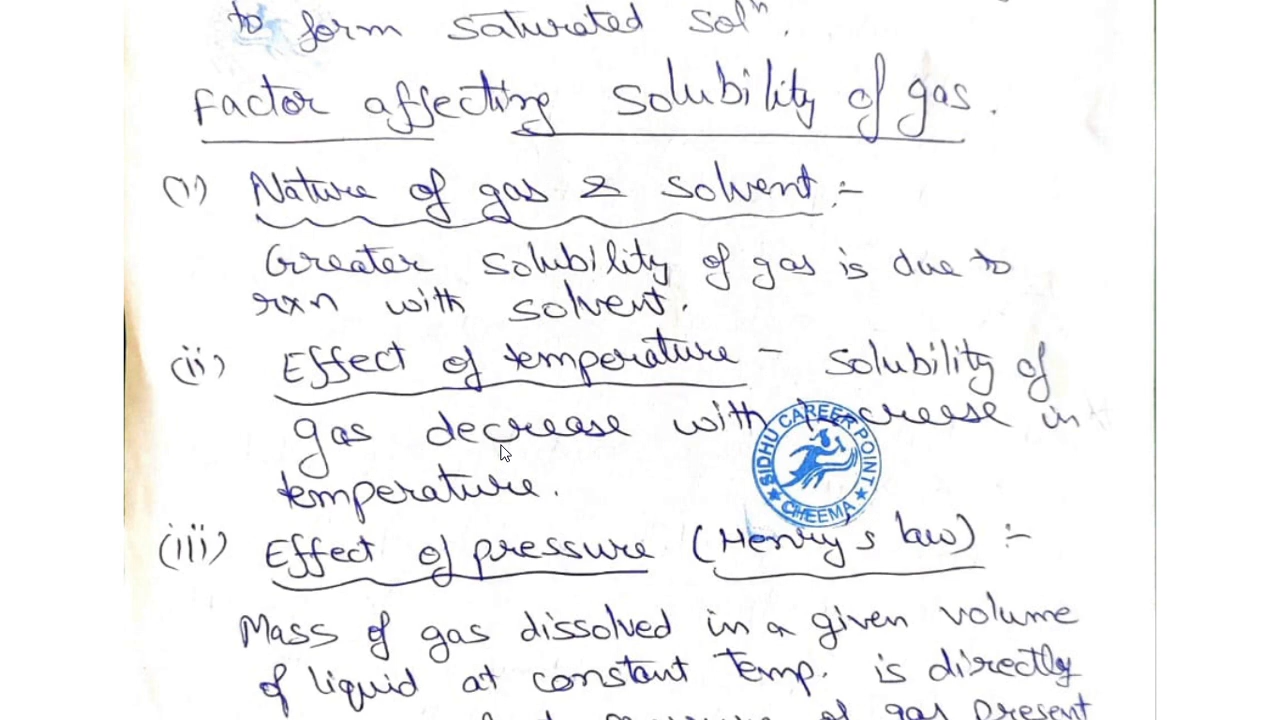 to form saturated solⁿ.
Factor affecting solubility of gas.
(i) Nature of gas & solvent :-
Greater solubility of gas is due to
rxn with solvent.
(ii) Effect of temperature - Solubility of
gas decrease with increase in
temperature.
SIDHU CAREER POINT
CHEEMA
(iii) Effect of pressure (Henry's law) :-
Mass of gas dissolved in a given volume
of liquid at constant temp. is directly
of gas present